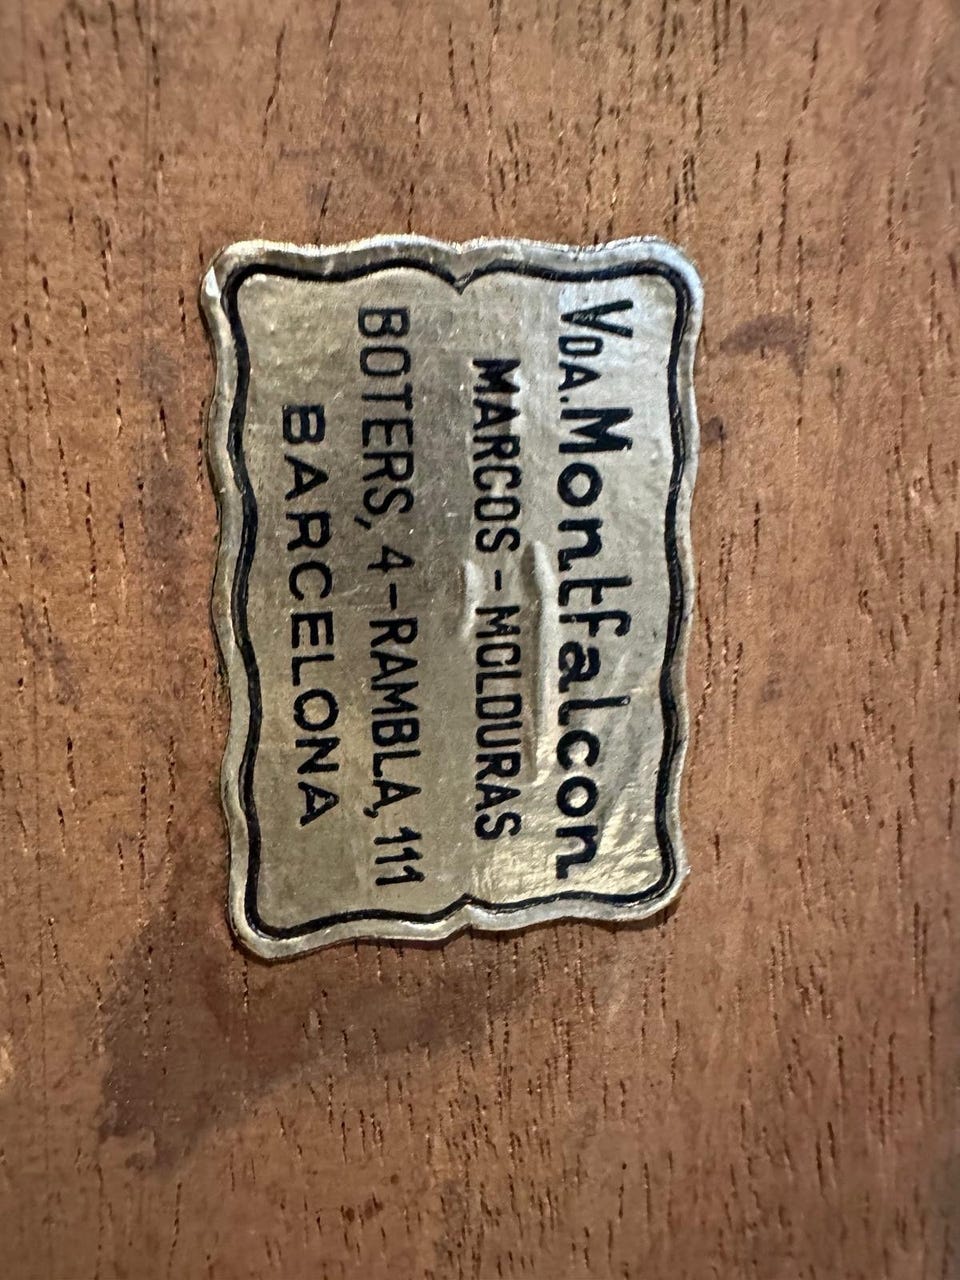 VDA. Montfalcon
MARCOS - MOLDURAS
BOTERS, 4 - RAMBLA, 111
BARCELONA